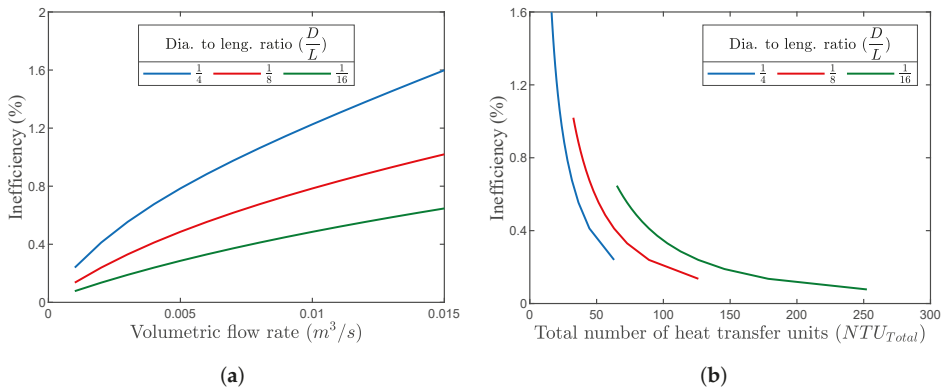 2
1.6
1.2
0.8
0.4
0
Inefficiency (%)
Dia. to leng. ratio (D/L)
1/4 1/8 1/16
0 0.005 0.01 0.015
Volumetric flow rate (m³/s)
(a)
1.6
1.2
0.8
0.4
0
Inefficiency (%)
Dia. to leng. ratio (D/L)
1/4 1/8 1/16
0 50 100 150 200 250 300
Total number of heat transfer units (NTU_Total)
(b)